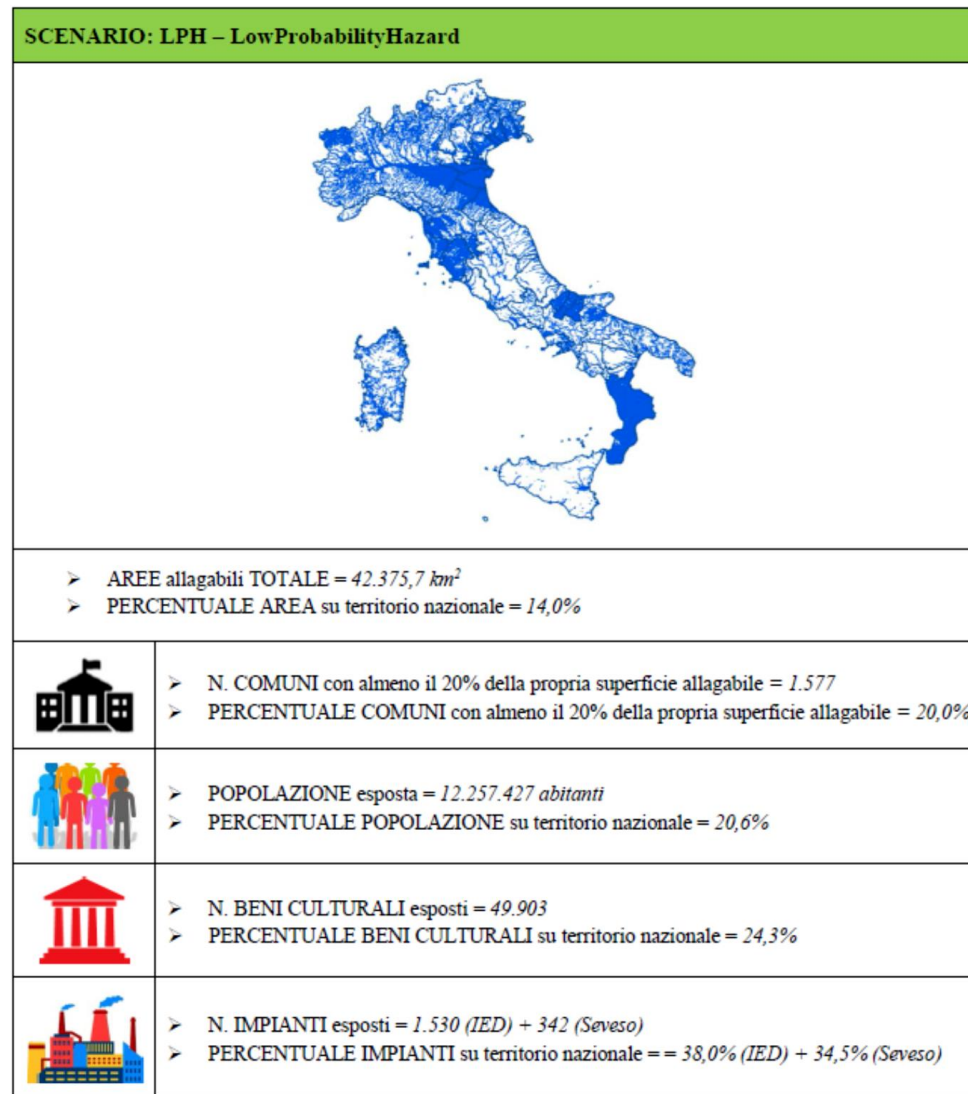 SCENARIO: LPH – LowProbabilityHazard
➢ AREE allagabili TOTALE = 42.375,7 km²
➢ PERCENTUALE AREA su territorio nazionale = 14,0%
➢ N. COMUNI con almeno il 20% della propria superficie allagabile = 1.577
➢ PERCENTUALE COMUNI con almeno il 20% della propria superficie allagabile = 20,0%
➢ POPOLAZIONE esposta = 12.257.427 abitanti
➢ PERCENTUALE POPOLAZIONE su territorio nazionale = 20,6%
➢ N. BENI CULTURALI esposti = 49.903
➢ PERCENTUALE BENI CULTURALI su territorio nazionale = 24,3%
➢ N. IMPIANTI esposti = 1.530 (IED) + 342 (Seveso)
➢ PERCENTUALE IMPIANTI su territorio nazionale = = 38,0% (IED) + 34,5% (Seveso)